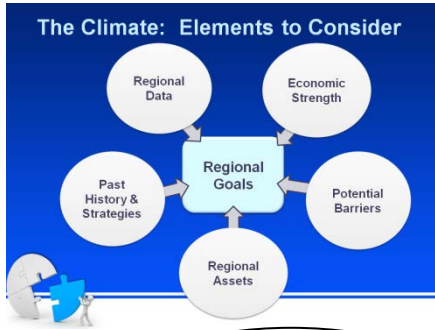 The Climate:  Elements to Consider
Regional
Data
Economic
Strength
Regional
Goals
Past
History &
Strategies
Potential
Barriers
Regional
Assets